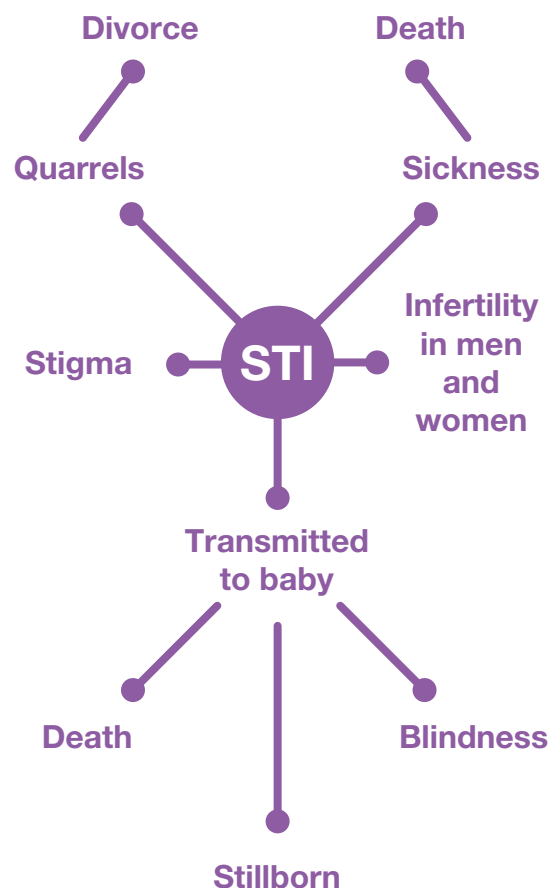 Divorce
Death
Quarrels
Sickness
Stigma
STI
Infertility
in men
and
women
Transmitted
to baby
Death
Blindness
Stillborn